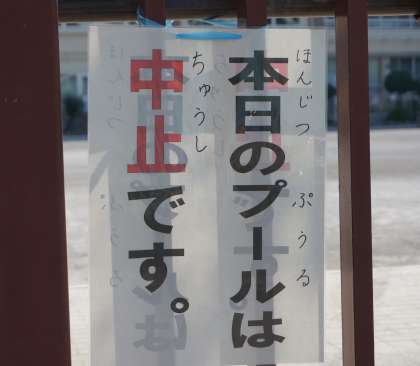 本日のプールは
ほんじつ ぷうる
中止です。
ちゅうし